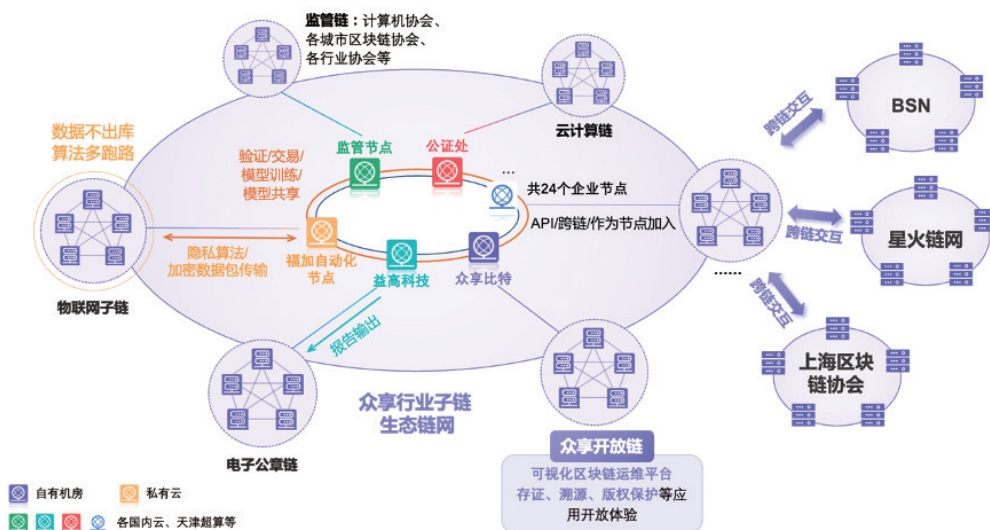 监管链：计算机协会、
各城市区块链协会、
各行业协会等
云计算链
BSN
跨链交互
数据不出库
算法多跑路
验证/交易/
模型训练/
模型共享
监管节点
公证处
...
共24个企业节点
API/跨链/作为节点加入
跨链交互
星火链网
隐私算法/
加密数据包传输
福加自动化
节点
益高科技
众享比特
......
物联网子链
报告输出
跨链交互
上海区块
链协会
众享行业子链
生态链网
电子公章链
众享开放链
可视化区块链运维平台
存证、溯源、版权保护等应
用开放体验
自有机房
私有云
各国内云、天津超算等